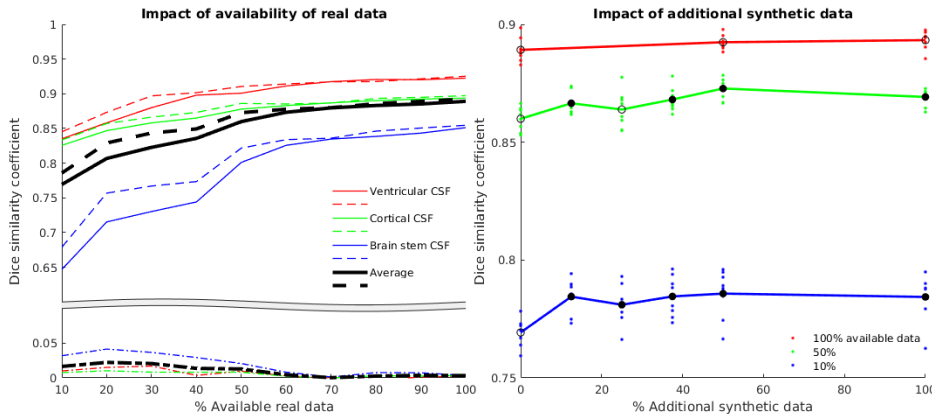 Impact of availability of real data
1
0.95
0.9
0.85
0.8
0.75
0.7
0.65
0.05
0
Dice similarity coefficient
Ventricular CSF
Cortical CSF
Brain stem CSF
Average
10 20 30 40 50 60 70 80 90 100
% Available real data
Impact of additional synthetic data
0.9
0.85
0.8
0.75
Dice similarity coefficient
100% available data
50%
10%
0 20 40 60 80 100
% Additional synthetic data